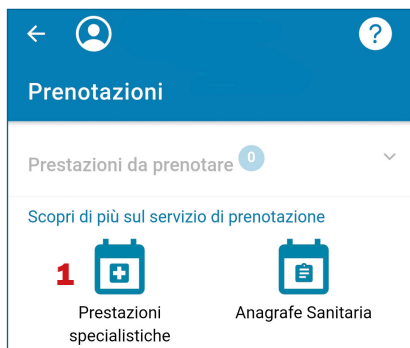 ?
Prenotazioni
Prestazioni da prenotare 0
Scopri di più sul servizio di prenotazione
1
Prestazioni
specialistiche
Anagrafe Sanitaria